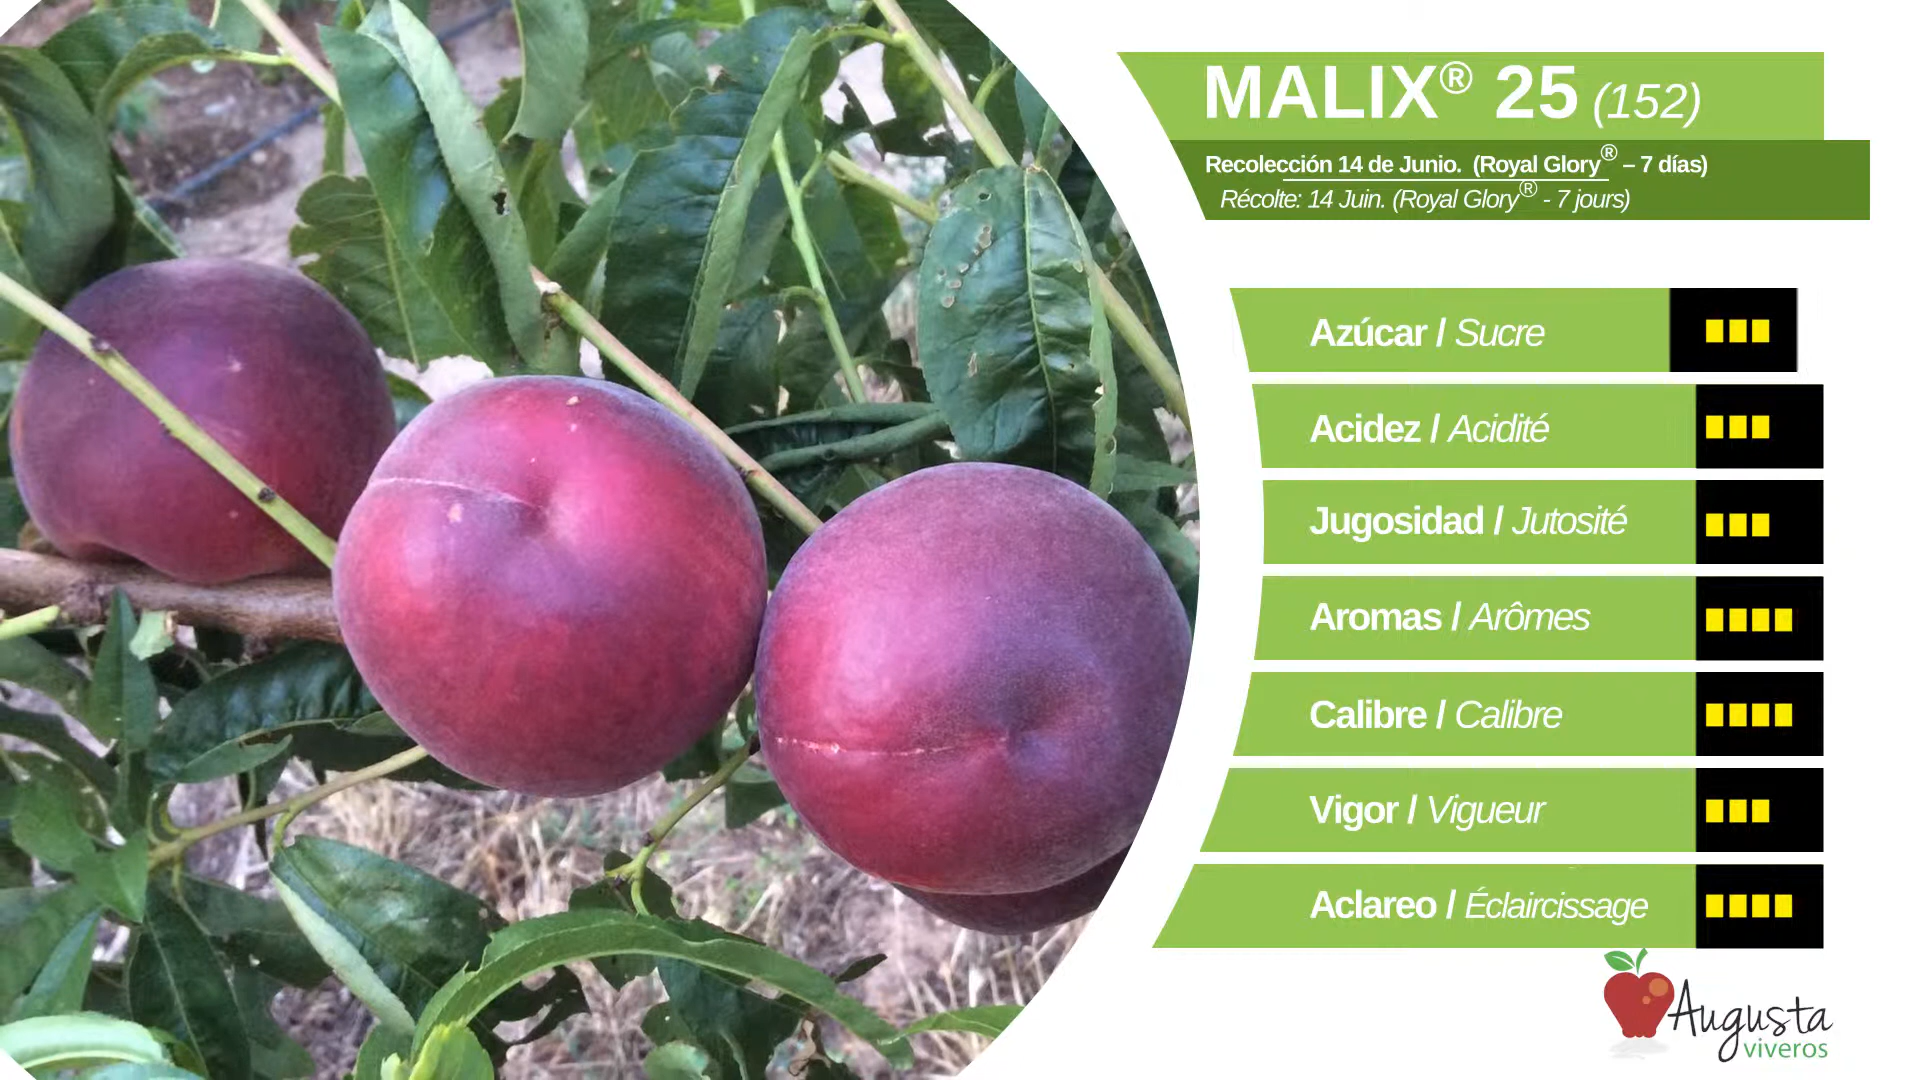 MALIX® 25 (152)
Recolección 14 de Junio. (Royal Glory® – 7 días)
Récolte: 14 Juin. (Royal Glory® - 7 jours)
Azúcar / Sucre
Acidez / Acidité
Jugosidad / Jutosité
Aromas / Arômes
Calibre / Calibre
Vigor / Vigueur
Aclareo / Éclaircissage
Augusta
viveros